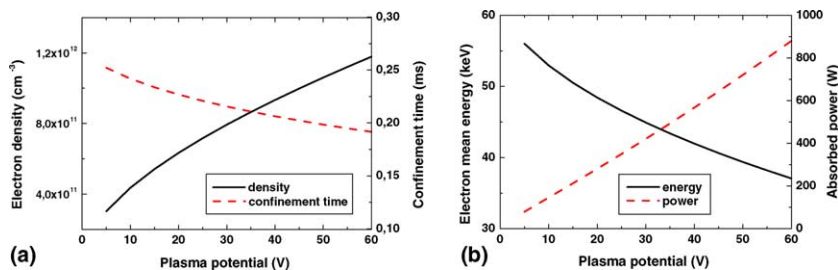 0,30
1,2x10¹²
0,25
8,0x10¹¹
0,20
4,0x10¹¹
0,15
0,10
Electron density (cm⁻³)
Confinement time (ms)
density
confinement time
0 10 20 30 40 50 60
Plasma potential (V)
(a)
60
50
40
30
1000
800
600
400
200
0
Electron mean energy (keV)
Absorbed power (W)
energy
power
0 10 20 30 40 50 60
Plasma potential (V)
(b)